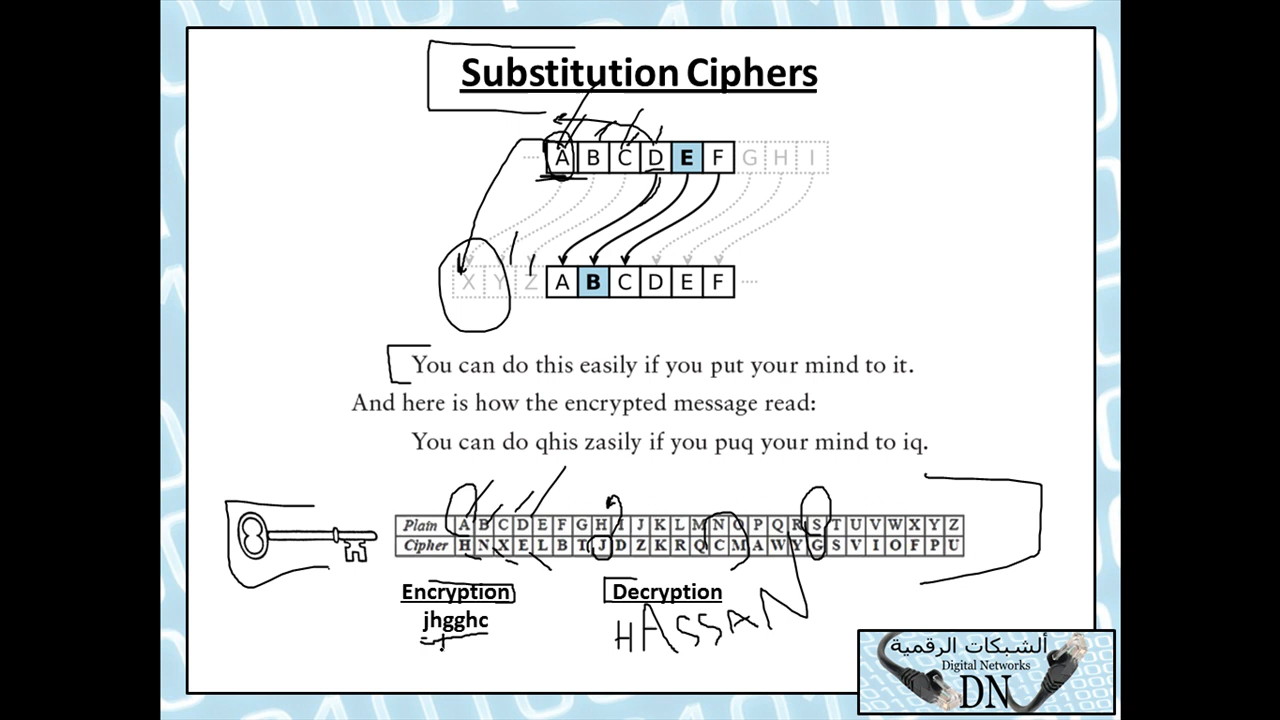 Substitution Ciphers
A B C D E F G H I
X Y Z A B C D E F
You can do this easily if you put your mind to it.
And here is how the encrypted message read:
You can do qhis zasily if you puq your mind to iq.
Plain A B C D E F G H I J K L M N O P Q R S T U V W X Y Z
Cipher H N X E L B T J D Z K R Q C M A W Y G S V I O F P U
Encryption Decryption
jhgghc HASSAN
الشبكات الرقمية
Digital Networks
DN